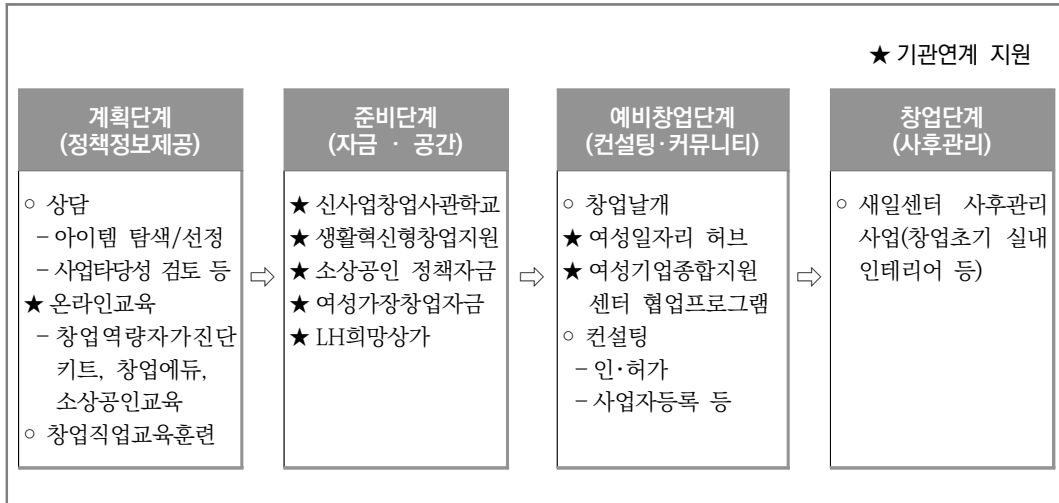 ★ 기관연계 지원
계획단계
(정책정보제공)
○ 상담
- 아이템 탐색/선정
- 사업타당성 검토 등
★ 온라인교육
- 창업역량자가진단
키트, 창업에듀,
소상공인교육
○ 창업직업교육훈련
⇨
준비단계
(자금 · 공간)
★ 신사업창업사관학교
★ 생활혁신형창업지원
★ 소상공인 정책자금
★ 여성가장창업자금
★ LH희망상가
⇨
예비창업단계
(컨설팅·커뮤니티)
○ 창업날개
★ 여성일자리 허브
★ 여성기업종합지원
센터 협업프로그램
○ 컨설팅
- 인·허가
- 사업자등록 등
⇨
창업단계
(사후관리)
○ 새일센터 사후관리
사업(창업초기 실내
인테리어 등)